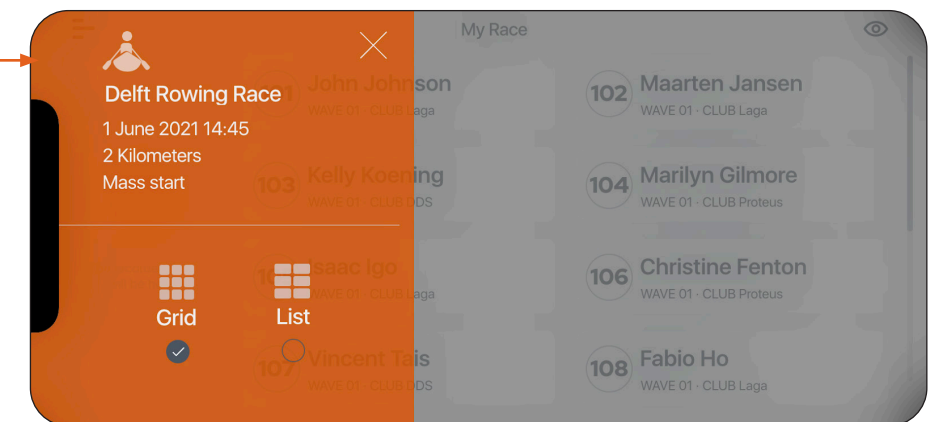 My Race
Delft Rowing Race
1 June 2021 14:45
2 Kilometers
Mass start
Grid
List
101
John Johnson
WAVE 01 · CLUB Laga
102
Maarten Jansen
WAVE 01 · CLUB Laga
103
Kelly Koening
WAVE 01 · CLUB DDS
104
Marilyn Gilmore
WAVE 01 · CLUB Proteus
Isaac Igo
WAVE 01 · CLUB Laga
106
Christine Fenton
WAVE 01 · CLUB Proteus
107
Vincent Tais
WAVE 01 · CLUB DDS
108
Fabio Ho
WAVE 01 · CLUB Laga